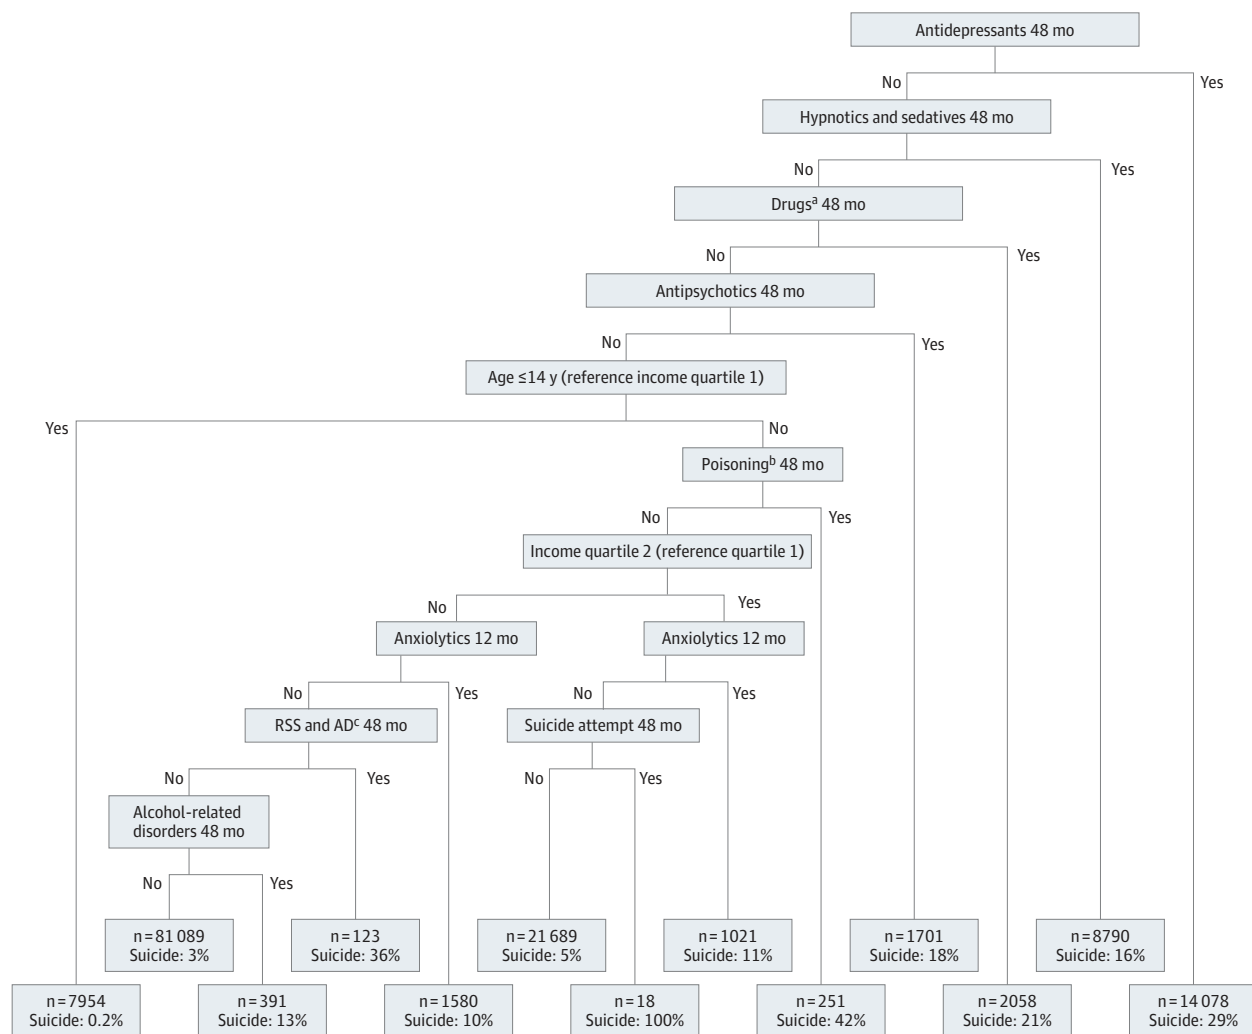 Antidepressants 48 mo
No
Yes
Hypnotics and sedatives 48 mo
No
Yes
Drugsᵃ 48 mo
No
Yes
Antipsychotics 48 mo
No
Yes
Age ≤14 y (reference income quartile 1)
Yes
No
Poisoningᵇ 48 mo
No
Yes
Income quartile 2 (reference quartile 1)
No
Yes
Anxiolytics 12 mo
Anxiolytics 12 mo
No
Yes
No
Yes
RSS and ADᶜ 48 mo
Suicide attempt 48 mo
No
Yes
No
Yes
Alcohol-related
disorders 48 mo
No
Yes
n=81 089
Suicide: 3%
n=123
Suicide: 36%
n=21 689
Suicide: 5%
n=1021
Suicide: 11%
n=1701
Suicide: 18%
n=8790
Suicide: 16%
n=7954
Suicide: 0.2%
n=391
Suicide: 13%
n=1580
Suicide: 10%
n=18
Suicide: 100%
n=251
Suicide: 42%
n=2058
Suicide: 21%
n=14 078
Suicide: 29%